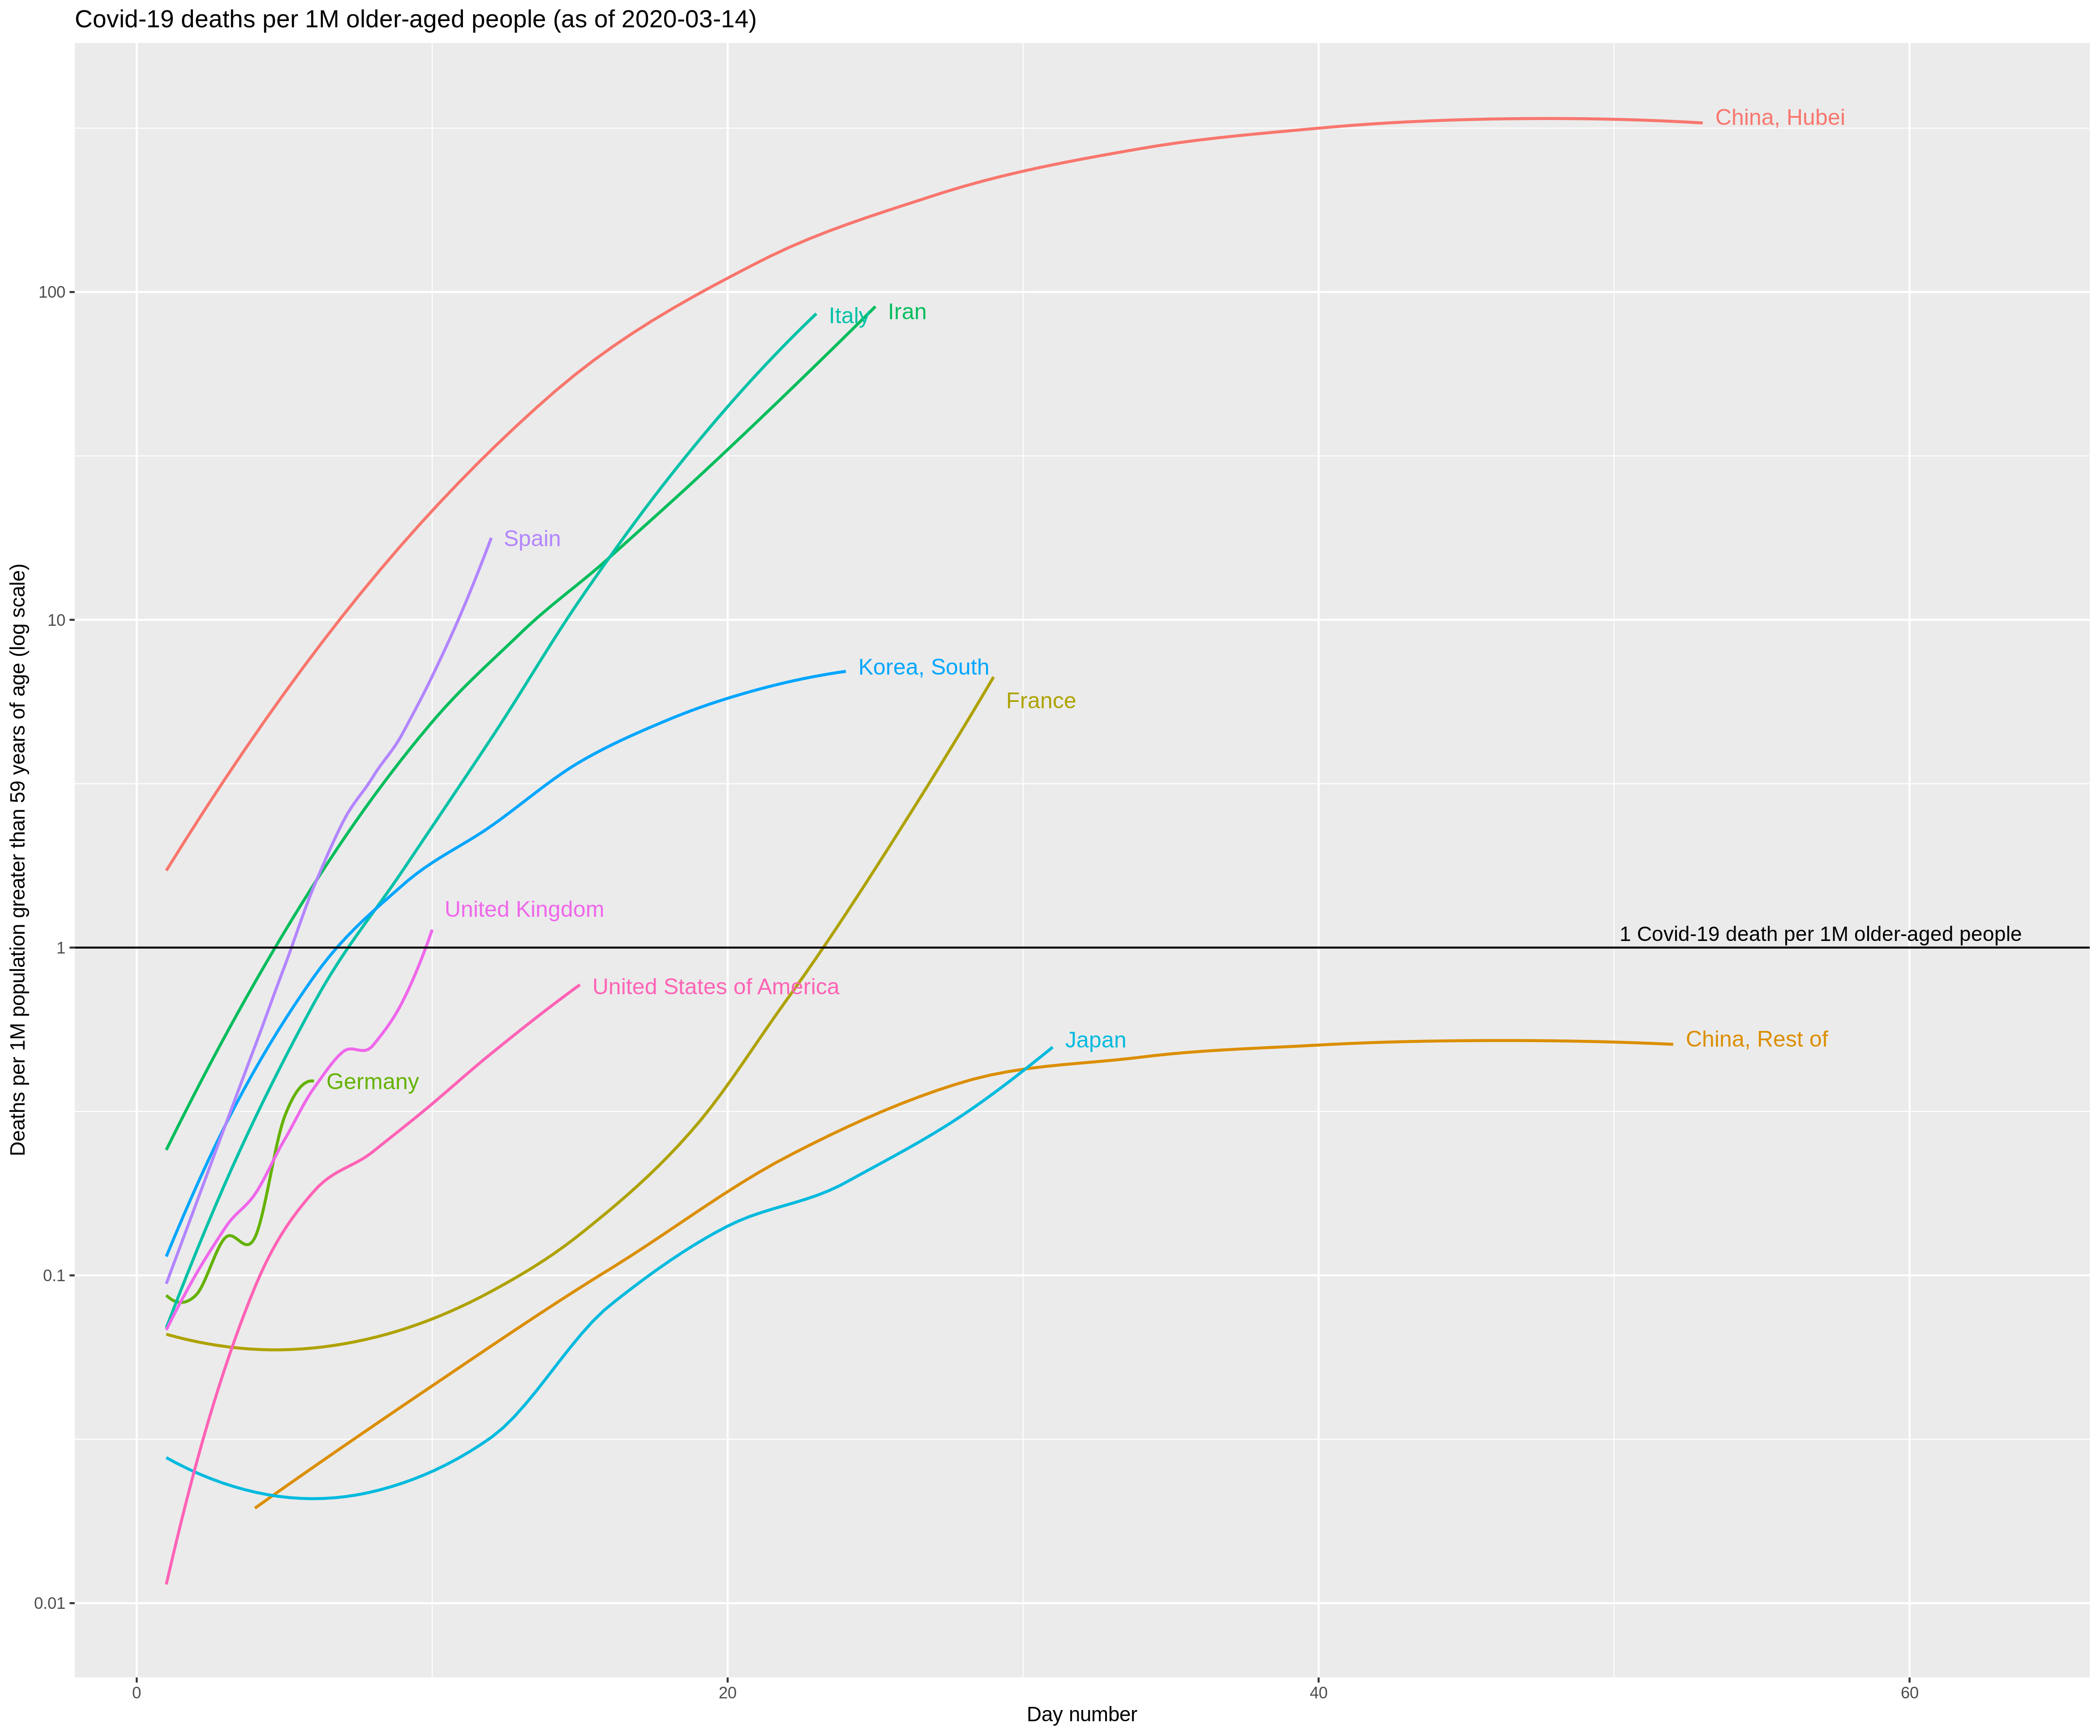 Covid-19 deaths per 1M older-aged people (as of 2020-03-14)
Deaths per 1M population greater than 59 years of age (log scale)
100
10
1
0.1
0.01
China, Hubei
Italy
Iran
Spain
Korea, South
France
United Kingdom
1 Covid-19 death per 1M older-aged people
United States of America
Japan
China, Rest of
Germany
0
20
40
60
Day number